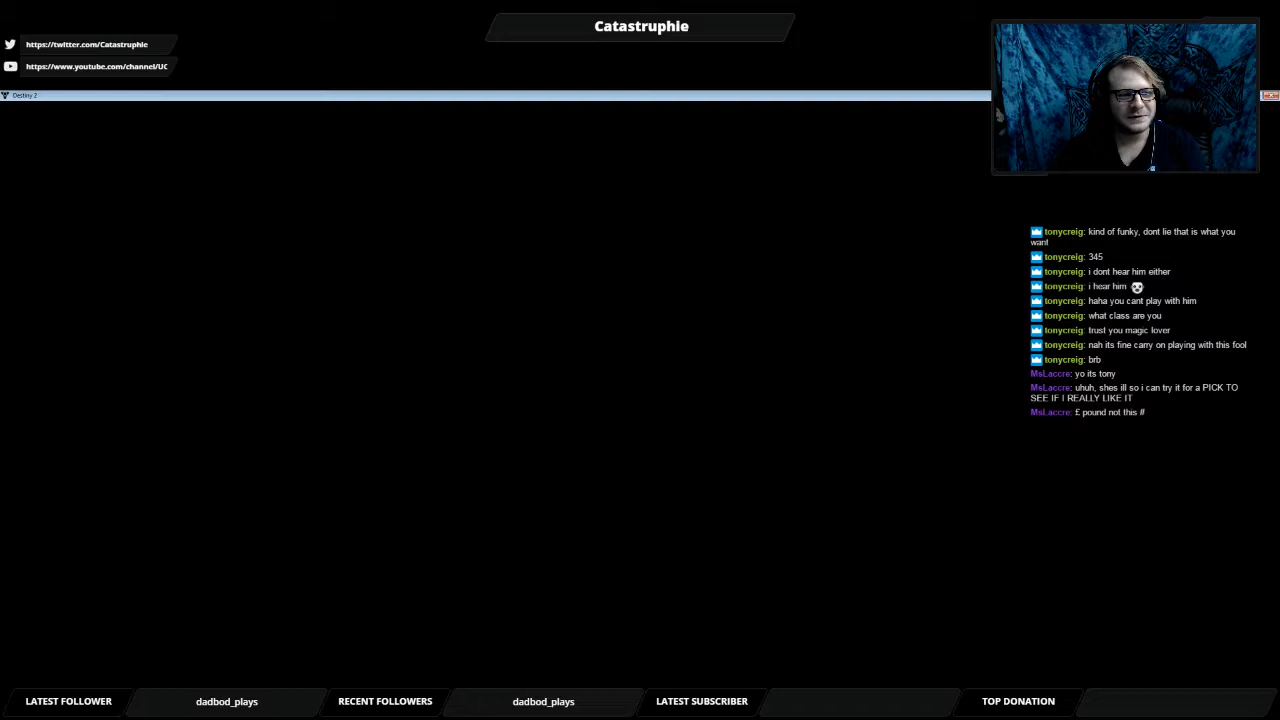 Catastruphie
https://twitter.com/Catastruphie
https://www.youtube.com/channel/UC
Destiny 2
tonycreig: kind of funky, dont lie that is what you
want
tonycreig: 345
tonycreig: i dont hear him either
tonycreig: i hear him
tonycreig: haha you cant play with him
tonycreig: what class are you
tonycreig: trust you magic lover
tonycreig: nah its fine carry on playing with this fool
tonycreig: brb
MsLaccre: yo its tony
MsLaccre: uhuh, shes ill so i can try it for a PICK TO
SEE IF I REALLY LIKE IT
MsLaccre: £ pound not this #
LATEST FOLLOWER
dadbod_plays
RECENT FOLLOWERS
dadbod_plays
LATEST SUBSCRIBER
TOP DONATION